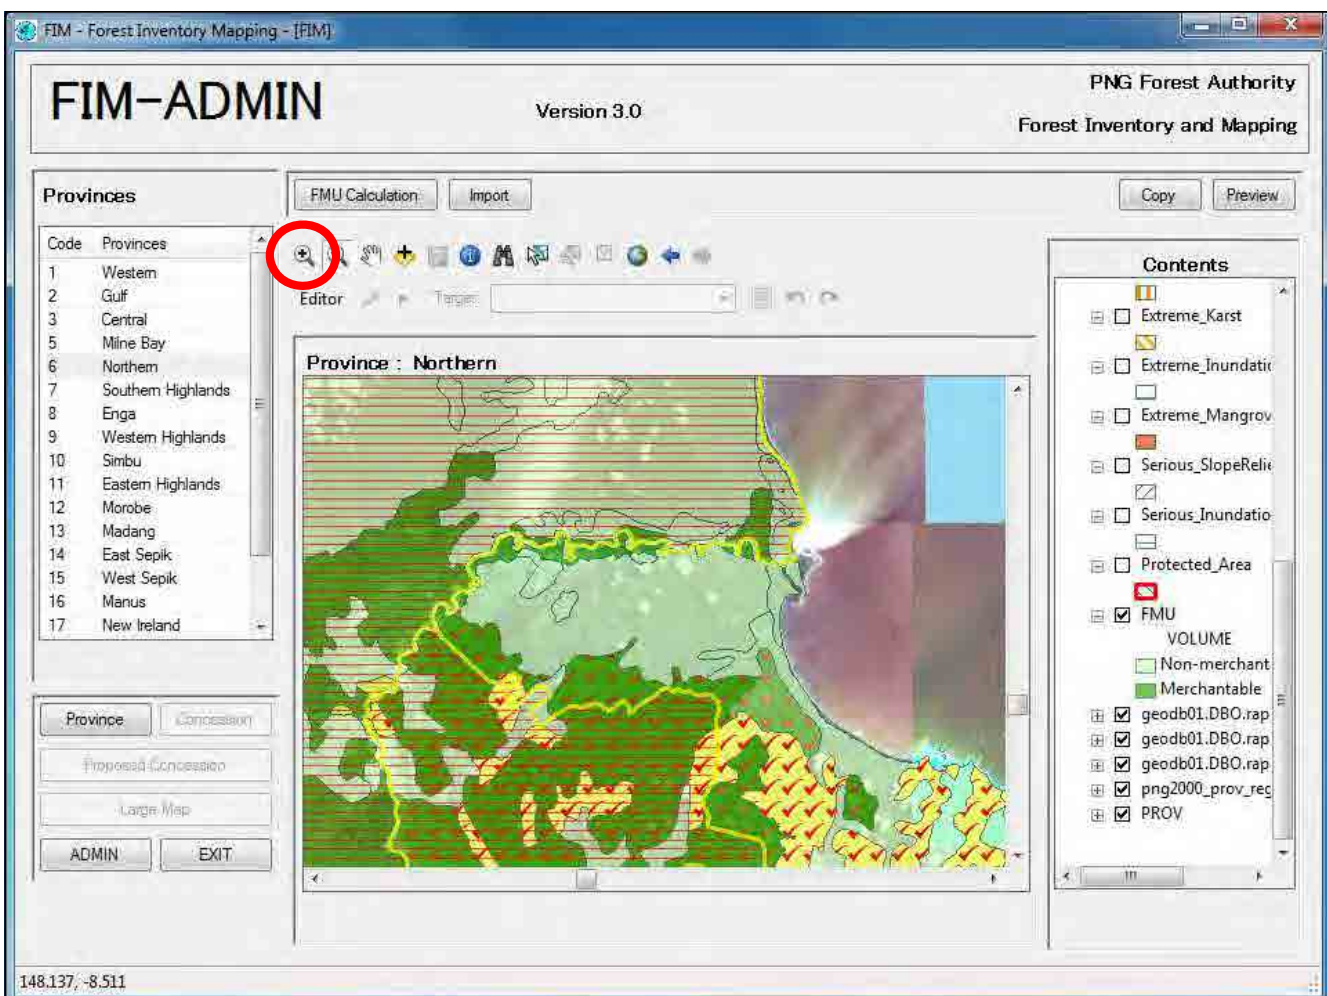 FIM - Forest Inventory Mapping - [FIM]
FIM-ADMIN
Version 3.0
PNG Forest Authority
Forest Inventory and Mapping
Provinces
Code Provinces
1 Western
2 Gulf
3 Central
5 Milne Bay
6 Northern
7 Southern Highlands
8 Enga
9 Western Highlands
10 Simbu
11 Eastern Highlands
12 Morobe
13 Madang
14 East Sepik
15 West Sepik
16 Manus
17 New Ireland
Province Concession
Proposed Concession
Large Map
ADMIN EXIT
FMU Calculation Import
Copy Preview
Editor Target:
Province : Northern
Contents
Extreme_Karst
Extreme_Inundatio
Extreme_Mangrov
Serious_SlopeRelie
Serious_Inundatio
Protected_Area
FMU
VOLUME
Non-merchant
Merchantable
geodb01.DBO.rap
geodb01.DBO.rap
geodb01.DBO.rap
png2000_prov_reg
PROV
148.137, -8.511